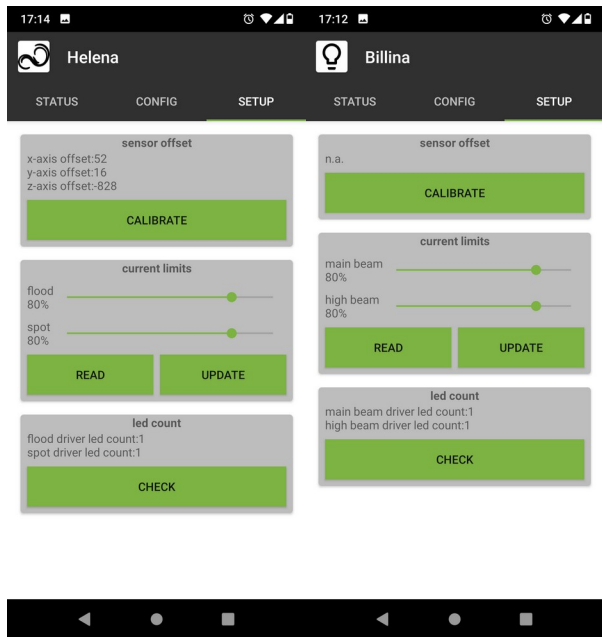 17:14
Helena
STATUS CONFIG SETUP
sensor offset
x-axis offset:52
y-axis offset:16
z-axis offset:-828
CALIBRATE
current limits
flood
80%
spot
80%
READ UPDATE
led count
flood driver led count:1
spot driver led count:1
CHECK
17:12
Billina
STATUS CONFIG SETUP
sensor offset
n.a.
CALIBRATE
current limits
main beam
80%
high beam
80%
READ UPDATE
led count
main beam driver led count:1
high beam driver led count:1
CHECK